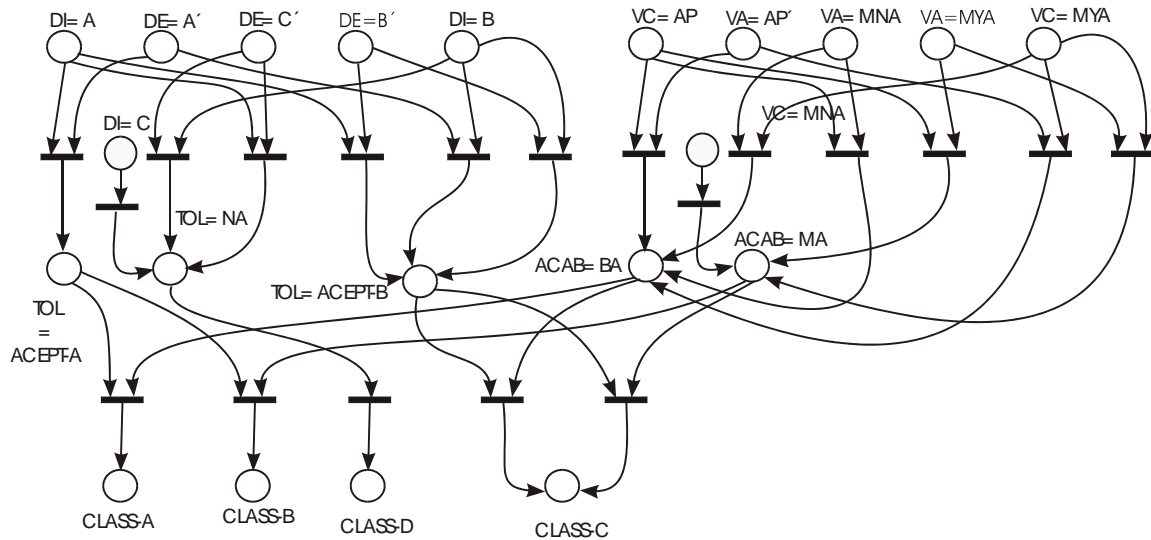 DI= A
DE= A´
DE= C´
DE= B´
DI= B
VC= AP
VA= AP´
VA= MNA
VA= MYA
VC= MYA
DI= C
VC= MNA
TOL= NA
TOL= ACEPT-B
ACAB= BA
ACAB= MA
TOL
=
ACEPT-A
CLASS-A
CLASS-B
CLASS-D
CLASS-C